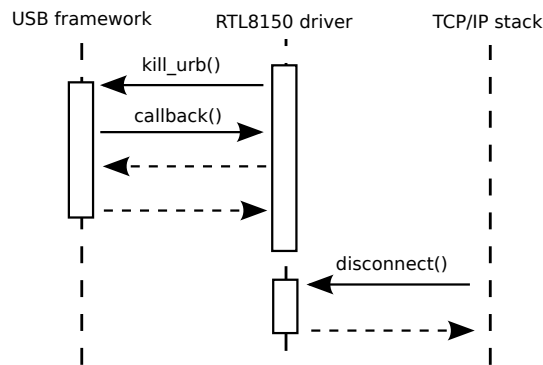 USB framework RTL8150 driver TCP/IP stack
kill_urb()
callback()
disconnect()